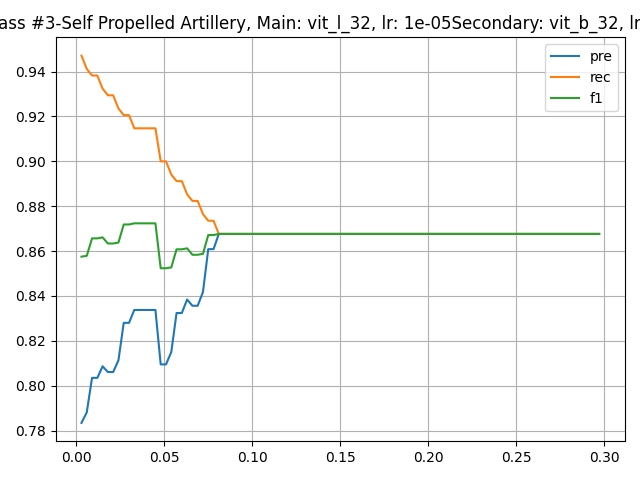 ass #3-Self Propelled Artillery, Main: vit_l_32, lr: 1e-05Secondary: vit_b_32, lr
pre
rec
f1
0.94
0.92
0.90
0.88
0.86
0.84
0.82
0.80
0.78
0.00 0.05 0.10 0.15 0.20 0.25 0.30